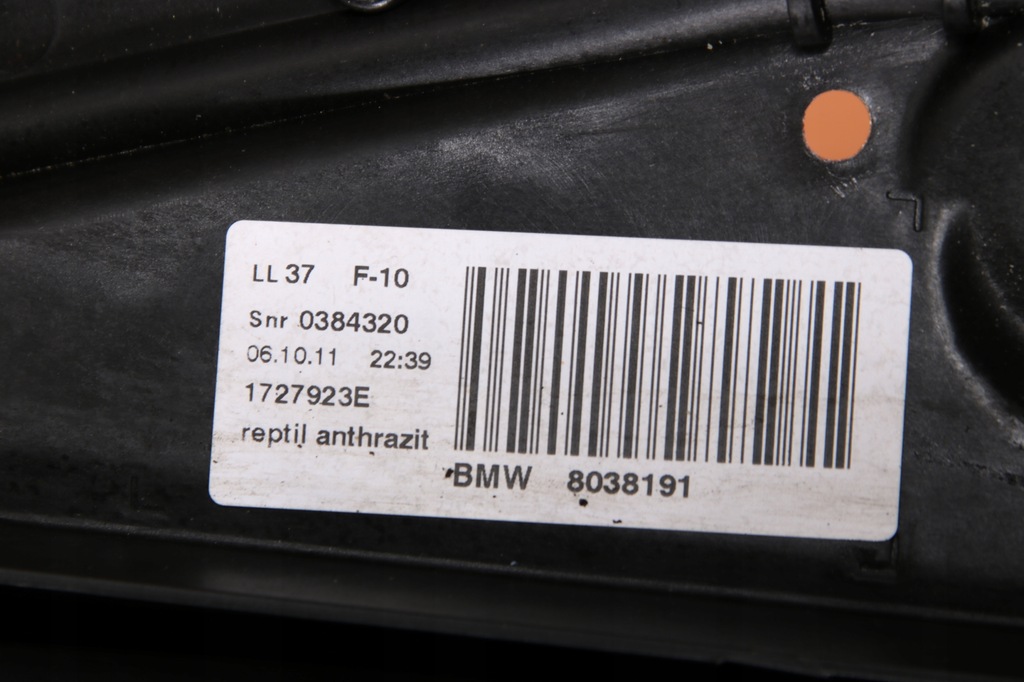 LL 37 F-10
Snr 0384320
06.10.11 22:39
1727923E
reptil anthrazit
BMW 8038191